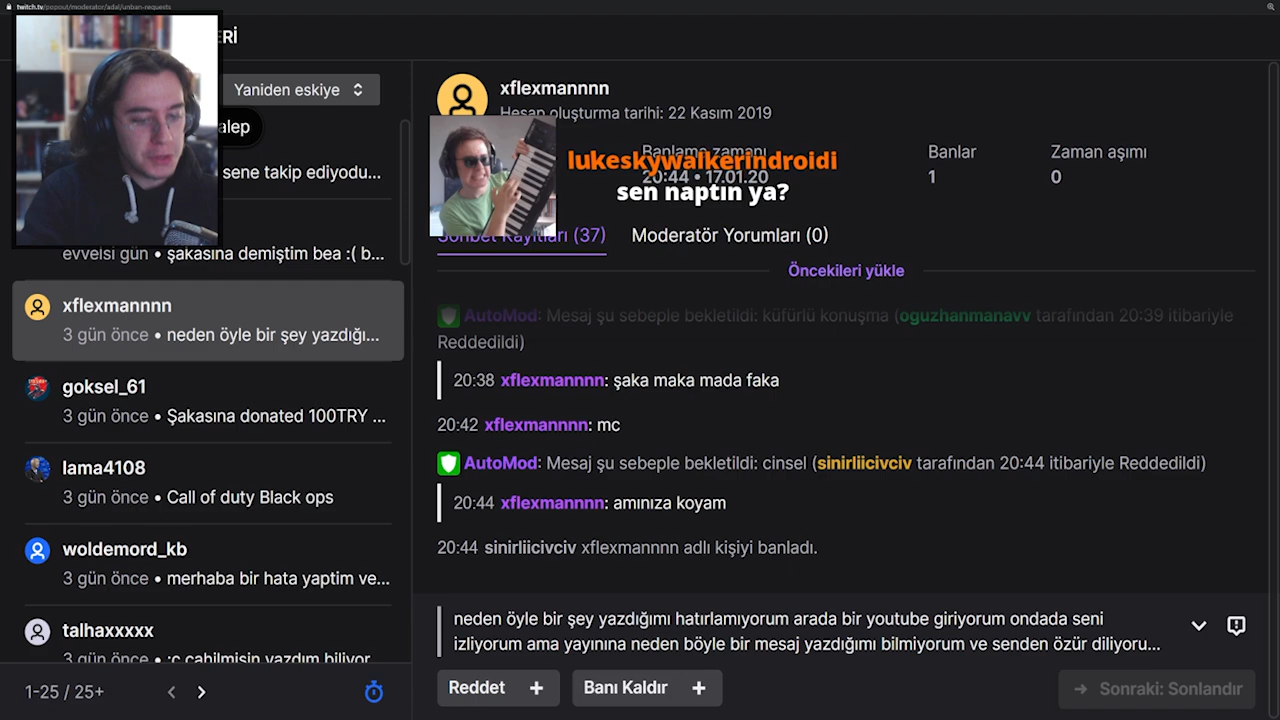 twitch.tv/popout/moderator/adal/unban-requests
ERİ
Yaniden eskiye
alep
sene takip ediyodu...
evvelsi gün • şakasına demiştim bea :( b...
xflexmannnn
3 gün önce • neden öyle bir şey yazdığı...
goksel_61
3 gün önce • Şakasına donated 100TRY ...
lama4108
3 gün önce • Call of duty Black ops
woldemord_kb
3 gün önce • merhaba bir hata yaptim ve...
talhaxxxxx
3 gün önce • :c cahilmisin yazdım biliyor
1-25 / 25+
xflexmannnn
Hesap oluşturma tarihi: 22 Kasım 2019
Banlama zamanı
Banlar
Zaman aşımı
lukeskywalkerindroidi
20:44 • 17.01.20
1
0
sen naptın ya?
Sohbet Kayıtları (37)
Moderatör Yorumları (0)
Öncekileri yükle
AutoMod: Mesaj şu sebeple bekletildi: küfürlü konuşma (oguzhanmanavv tarafından 20:39 itibariyle
Reddedildi)
20:38 xflexmannnn: şaka maka mada faka
20:42 xflexmannnn: mc
AutoMod: Mesaj şu sebeple bekletildi: cinsel (sinirliicivciv tarafından 20:44 itibariyle Reddedildi)
20:44 xflexmannnn: amınıza koyam
20:44 sinirliicivciv xflexmannnn adlı kişiyi banladı.
neden öyle bir şey yazdığımı hatırlamıyorum arada bir youtube giriyorum ondada seni
izliyorum ama yayınına neden böyle bir mesaj yazdığımı bilmiyorum ve senden özür diliyoru...
Reddet +
Banı Kaldır +
→ Sonraki: Sonlandır